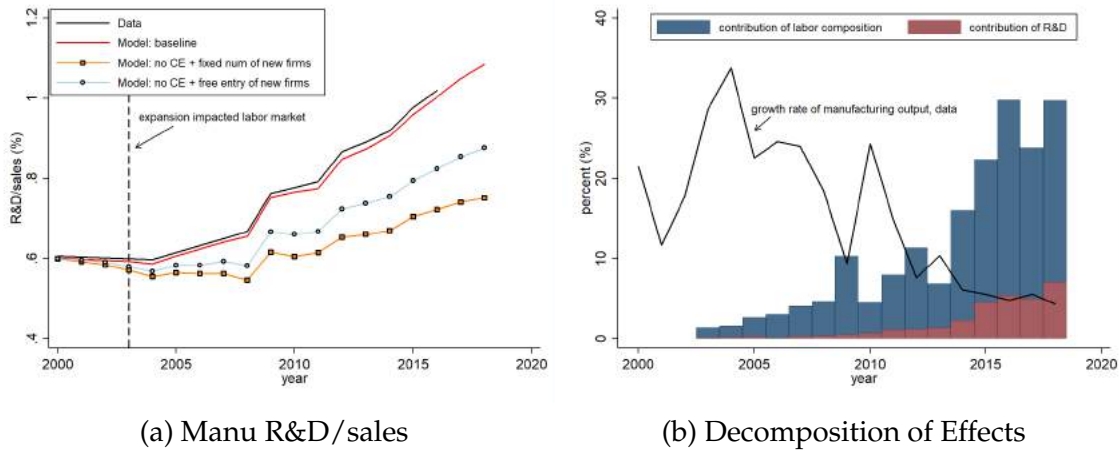 Data
Model: baseline
Model: no CE + fixed num of new firms
Model: no CE + free entry of new firms
expansion impacted labor market
R&D/sales (%)
1.2
1
.8
.6
.4
2000 2005 2010 2015 2020
year
(a) Manu R&D/sales
contribution of labor composition contribution of R&D
growth rate of manufacturing output, data
percent (%)
40
30
20
10
0
2000 2005 2010 2015 2020
year
(b) Decomposition of Effects